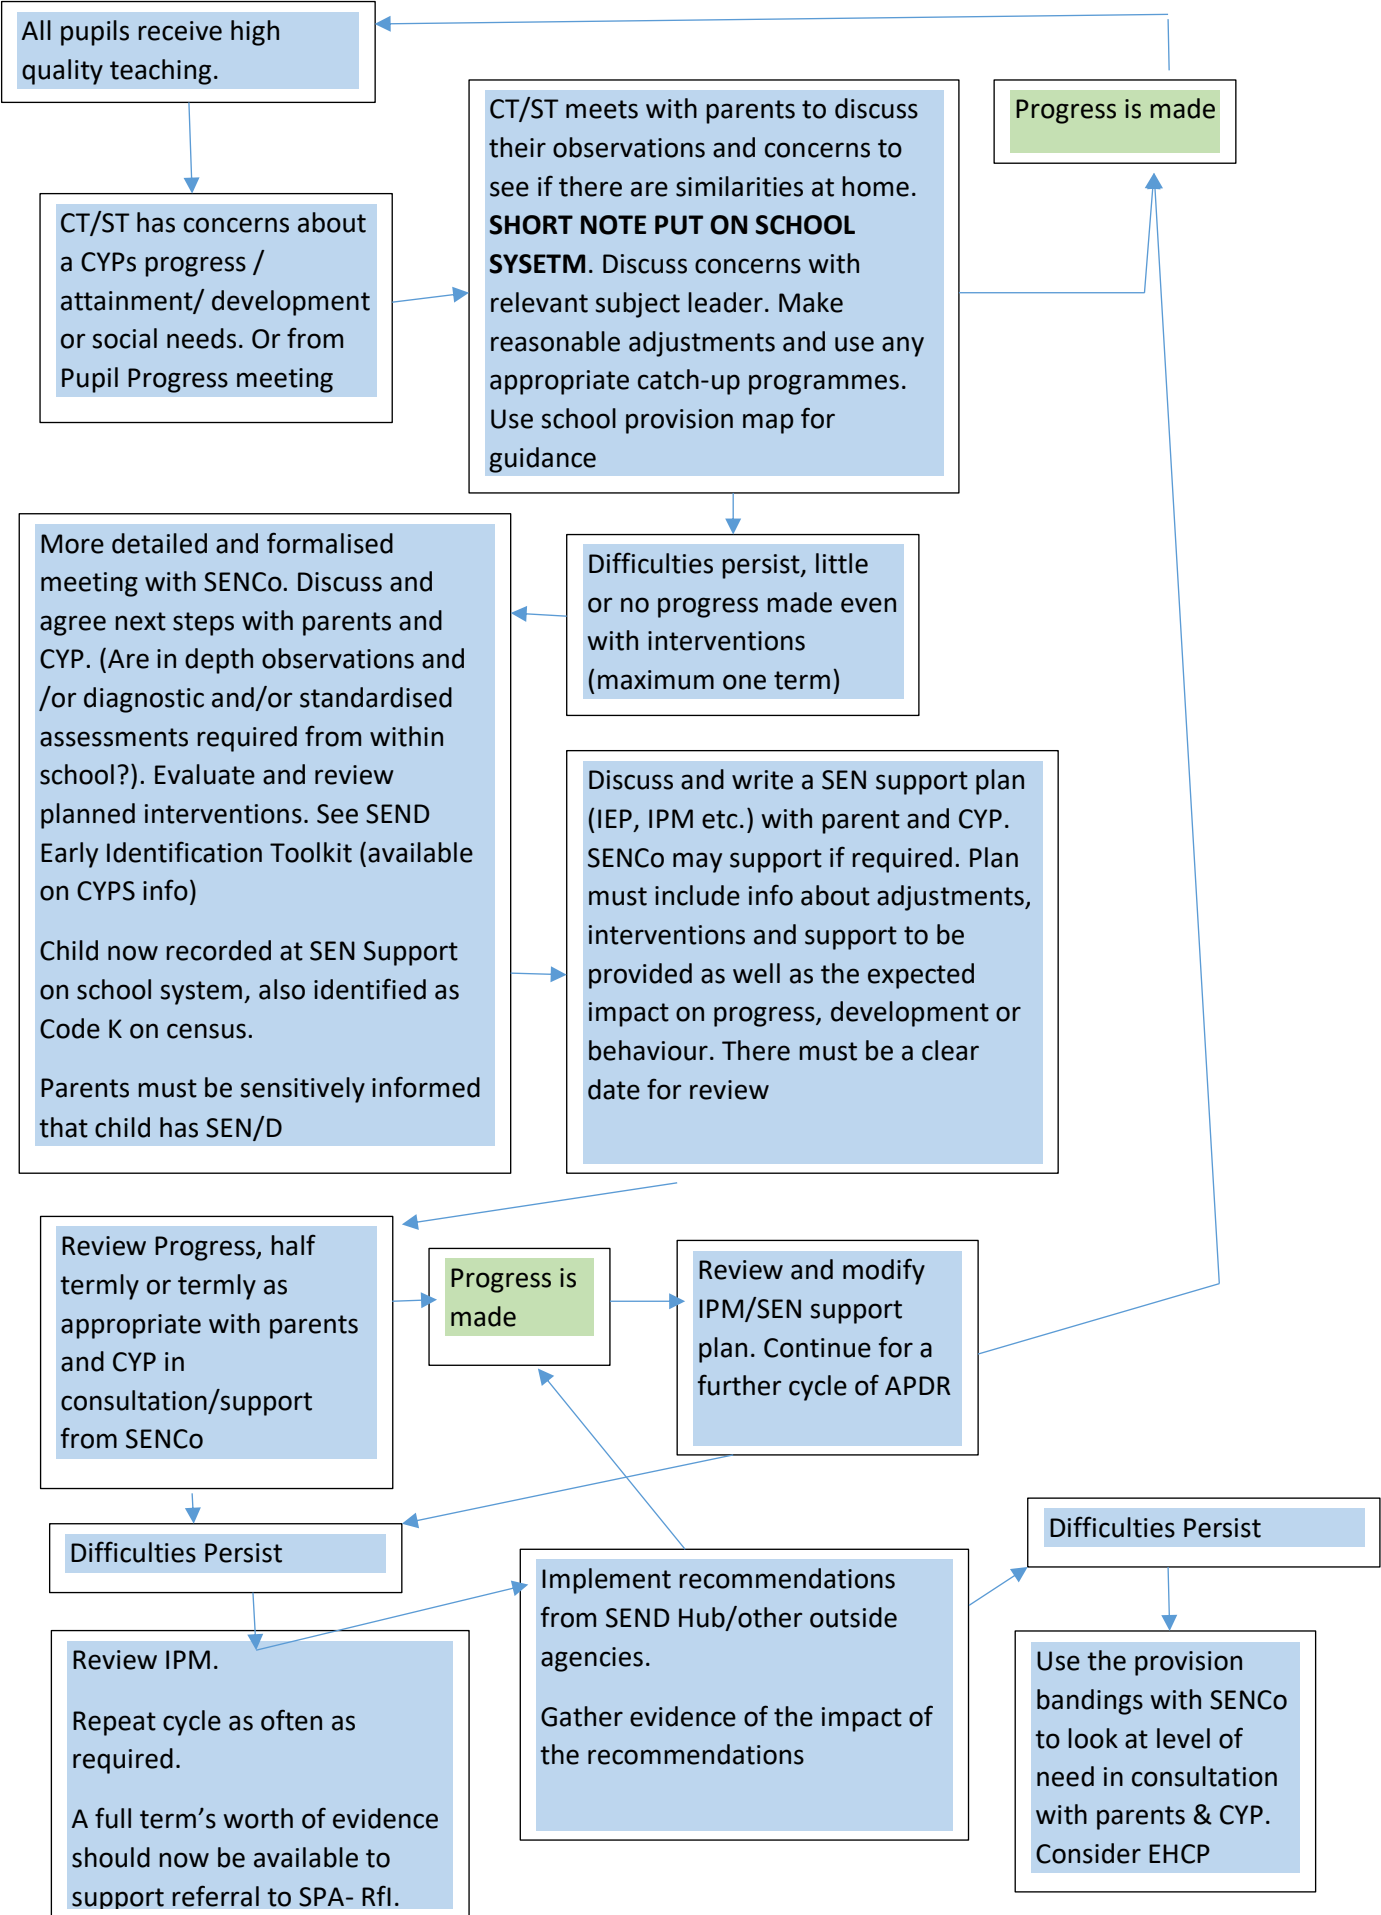 All pupils receive high
quality teaching.
Progress is made
CT/ST meets with parents to discuss
their observations and concerns to
see if there are similarities at home.
SHORT NOTE PUT ON SCHOOL
SYSETM. Discuss concerns with
relevant subject leader. Make
reasonable adjustments and use any
appropriate catch-up programmes.
Use school provision map for
guidance
CT/ST has concerns about
a CYPs progress /
attainment/ development
or social needs. Or from
Pupil Progress meeting
More detailed and formalised
meeting with SENCo. Discuss and
agree next steps with parents and
CYP. (Are in depth observations and
/or diagnostic and/or standardised
assessments required from within
school?). Evaluate and review
planned interventions. See SEND
Early Identification Toolkit (available
on CYPS info)
Child now recorded at SEN Support
on school system, also identified as
Code K on census.
Parents must be sensitively informed
that child has SEN/D
Difficulties persist, little
or no progress made even
with interventions
(maximum one term)
Discuss and write a SEN support plan
(IEP, IPM etc.) with parent and CYP.
SENCo may support if required. Plan
must include info about adjustments,
interventions and support to be
provided as well as the expected
impact on progress, development or
behaviour. There must be a clear
date for review
Review Progress, half
termly or termly as
appropriate with parents
and CYP in
consultation/support
from SENCo
Progress is
made
Review and modify
IPM/SEN support
plan. Continue for a
further cycle of APDR
Difficulties Persist
Difficulties Persist
Implement recommendations
from SEND Hub/other outside
agencies.
Gather evidence of the impact of
the recommendations
Review IPM.
Repeat cycle as often as
required.
A full term’s worth of evidence
should now be available to
support referral to SPA- RfI.
Use the provision
bandings with SENCo
to look at level of
need in consultation
with parents & CYP.
Consider EHCP